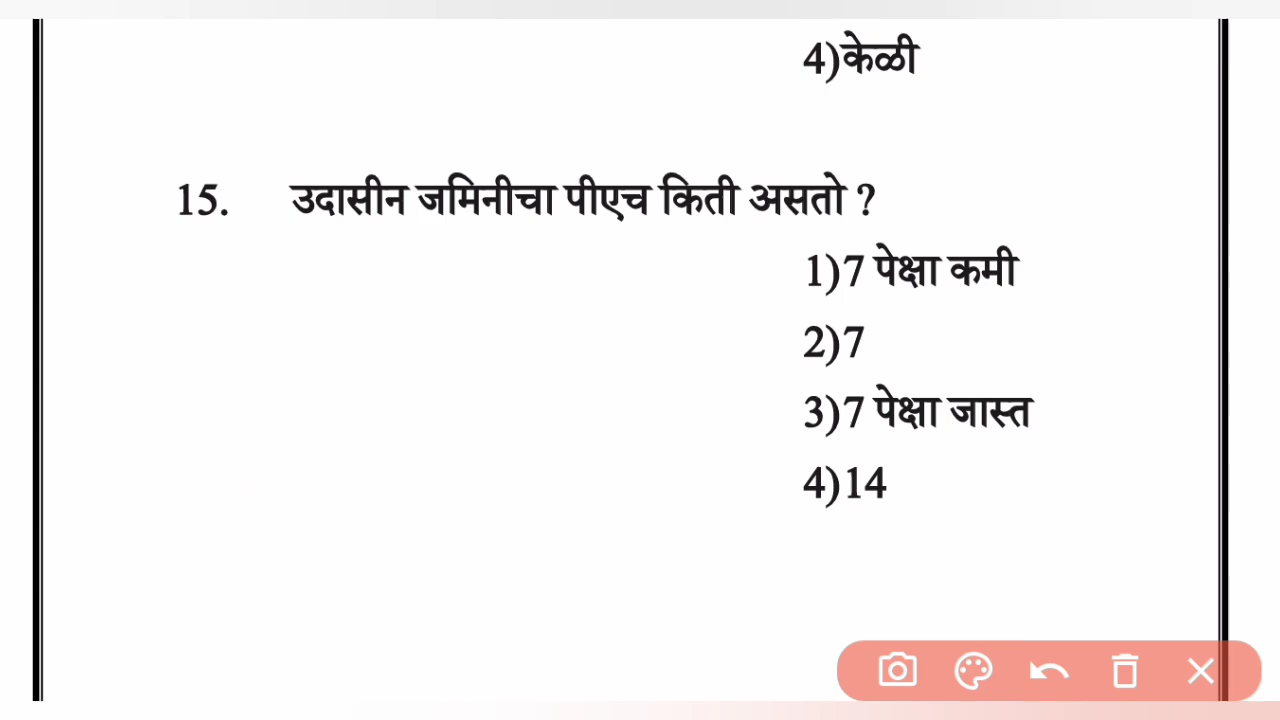 4)केळी
15. उदासीन जमिनीचा पीएच किती असतो ?
1)7 पेक्षा कमी
2)7
3)7 पेक्षा जास्त
4)14